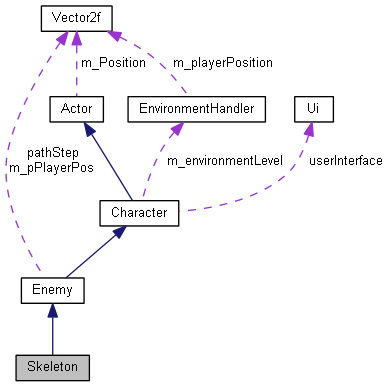 Vector2f
m_Position
m_playerPosition
Actor
EnvironmentHandler
Ui
pathStep
m_pPlayerPos
m_environmentLevel
userInterface
Character
Enemy
Skeleton